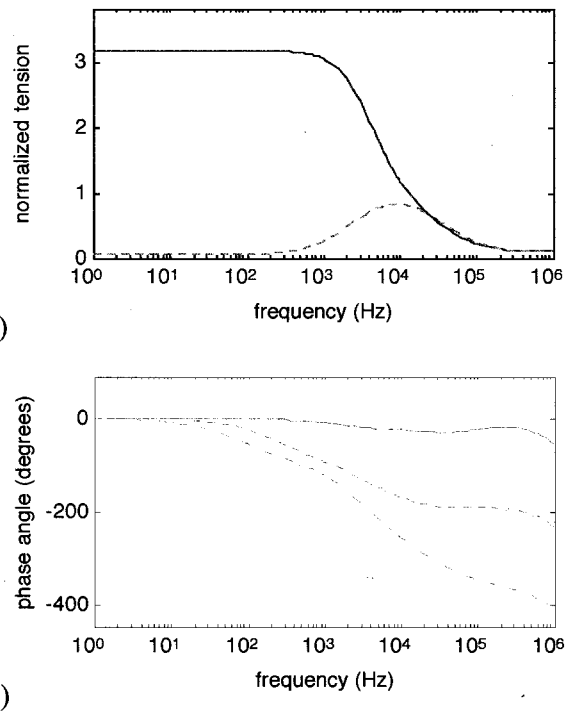 3
2
1
0
normalized tension
10⁰ 10¹ 10² 10³ 10⁴ 10⁵ 10⁶
frequency (Hz)
)
0
-200
-400
phase angle (degrees)
10⁰ 10¹ 10² 10³ 10⁴ 10⁵ 10⁶
frequency (Hz)
)